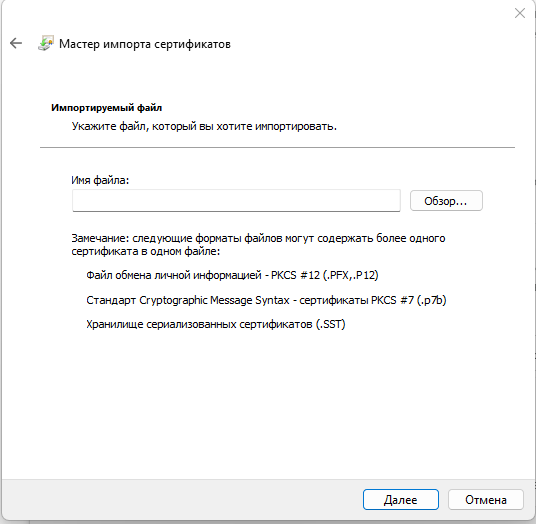 Мастер импорта сертификатов
Импортируемый файл
Укажите файл, который вы хотите импортировать.
Имя файла:
Обзор...
Замечание: следующие форматы файлов могут содержать более одного
сертификата в одном файле:
Файл обмена личной информацией - PKCS #12 (.PFX,.P12)
Стандарт Cryptographic Message Syntax - сертификаты PKCS #7 (.p7b)
Хранилище сериализованных сертификатов (.SST)
Далее
Отмена